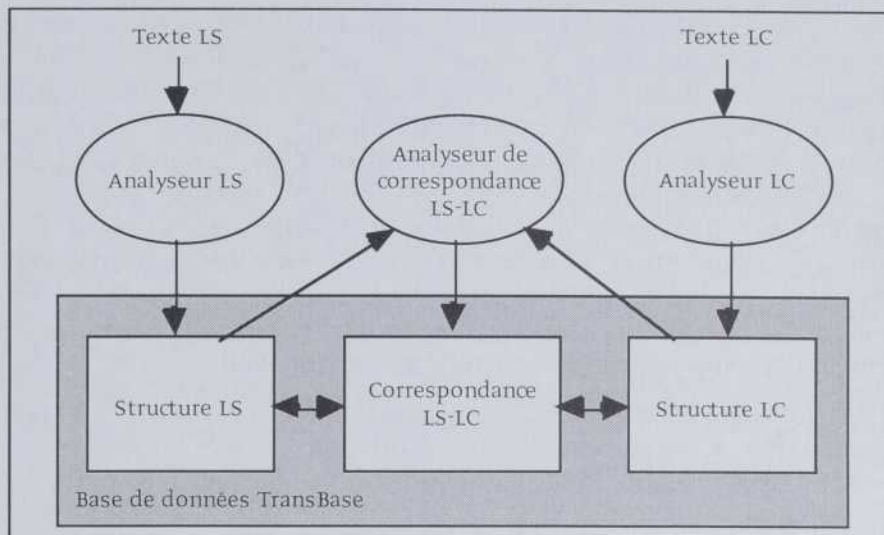 Texte LS
Texte LC
Analyseur LS
Analyseur de
correspondance
LS-LC
Analyseur LC
Structure LS
Correspondance
LS-LC
Structure LC
Base de données TransBase